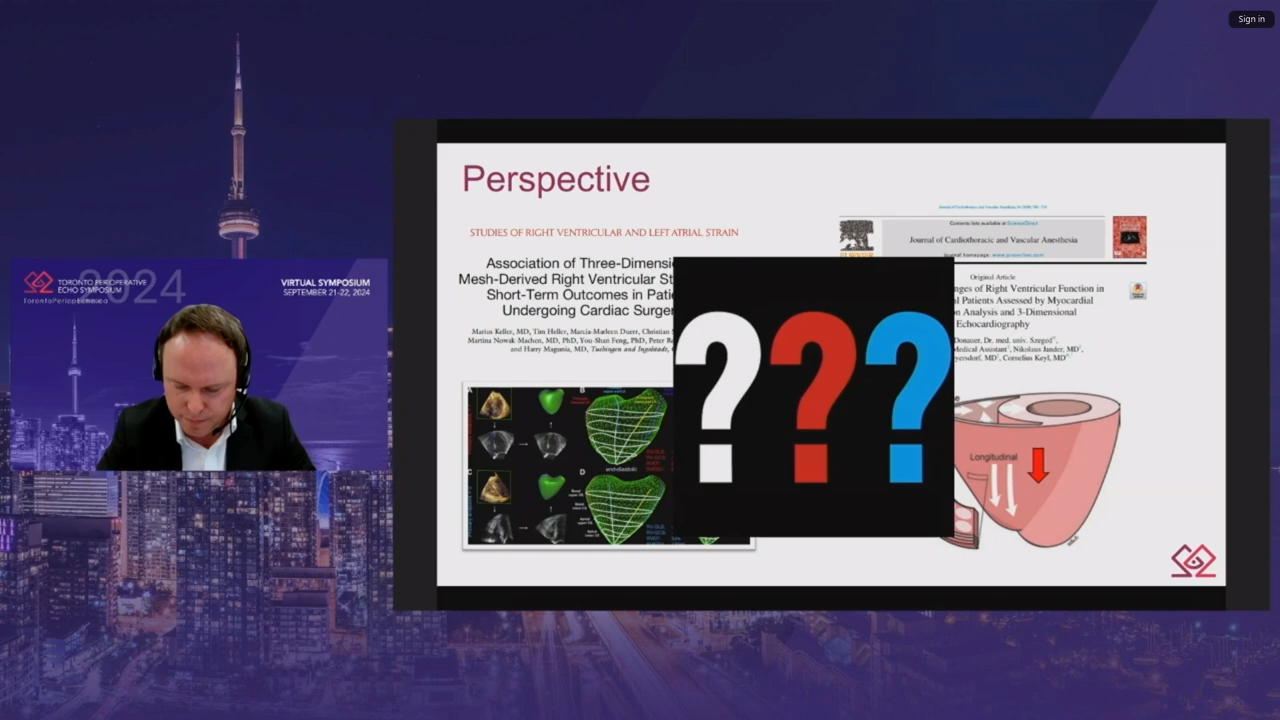 Sign in
Perspective
STUDIES OF RIGHT VENTRICULAR AND LEFT ATRIAL STRAIN
Association of Three-Dimensi
Mesh-Derived Right Ventricular St
Short-Term Outcomes in Patie
Undergoing Cardiac Surger
Marius Keller, MD, Tim Heller, Marcia-Marleen Duerr, Christian
Martina Nowak-Machen, MD, PhD, You-Shan Feng, PhD, Peter
and Harry Magunia, MD, Tuebingen and Ingolstadt,
Contents lists available at ScienceDirect
Journal of Cardiothoracic and Vascular Anesthesia
journal homepage: www.jcvaonline.com
Original Article
nges of Right Ventricular Function in
l Patients Assessed by Myocardial
n Analysis and 3-Dimensional
Echocardiography
Donauer, Dr. med. univ. Szeged
Medical Assistant, Nikolaus Jander, MD
eyersdorf, MD, Cornelius Keyl, MD
???
A
B
C
D
end-diastolic
Longitudinal
2024
TORONTO PERIOPERATIVE
ECHO SYMPOSIUM
VIRTUAL SYMPOSIUM
SEPTEMBER 21-22, 2024